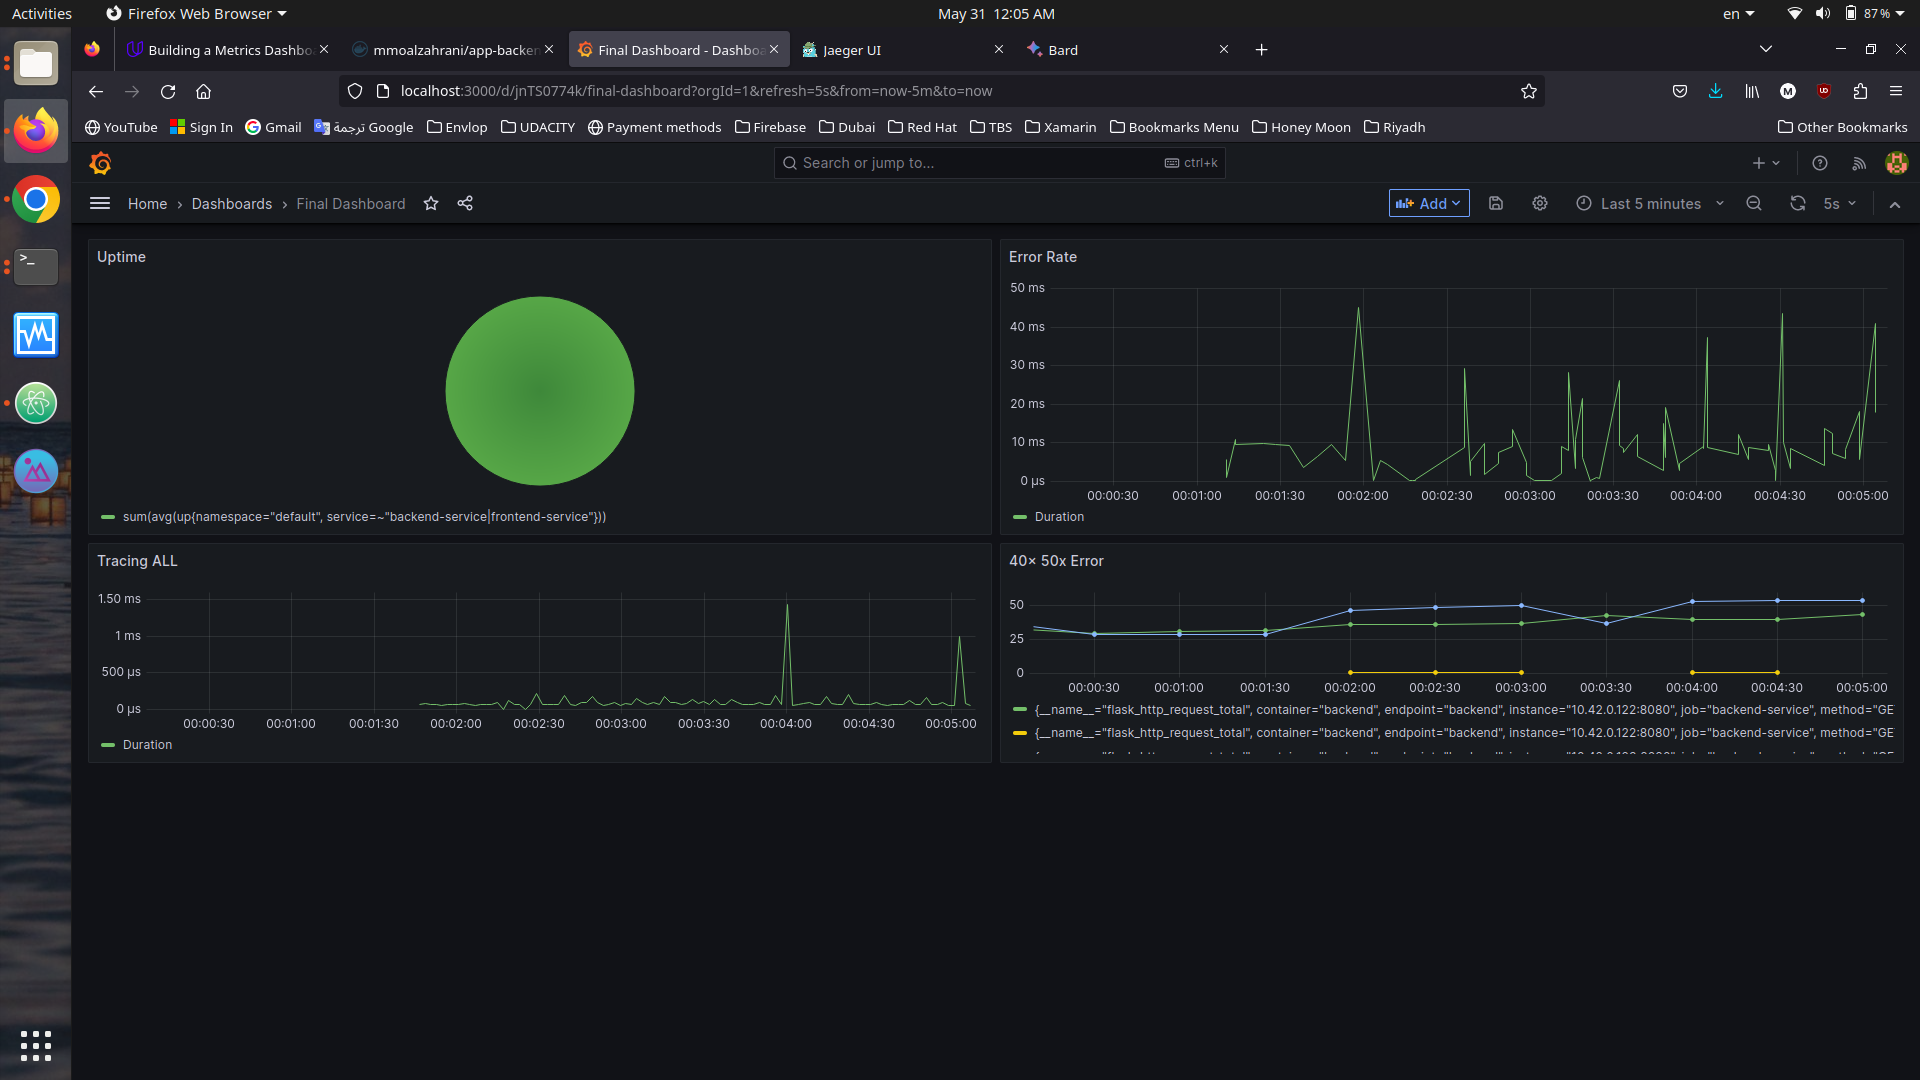 Activities
Firefox Web Browser
May 31 12:05 AM
en
87 %
Building a Metrics Dashbo
mmoalzahrani/app-backen
Final Dashboard - Dashboa
Jaeger UI
Bard
localhost:3000/d/jnTS0774k/final-dashboard?orgId=1&refresh=5s&from=now-5m&to=now
YouTube
Sign In
Gmail
ترجمة Google
Envlop
UDACITY
Payment methods
Firebase
Dubai
Red Hat
TBS
Xamarin
Bookmarks Menu
Honey Moon
Riyadh
Other Bookmarks
Search or jump to...
ctrl+k
Home › Dashboards › Final Dashboard
Add
Last 5 minutes
5s
Uptime
sum(avg(up{namespace="default", service=~"backend-service|frontend-service"}))
Error Rate
50 ms
40 ms
30 ms
20 ms
10 ms
0 µs
00:00:30 00:01:00 00:01:30 00:02:00 00:02:30 00:03:00 00:03:30 00:04:00 00:04:30 00:05:00
Duration
Tracing ALL
1.50 ms
1 ms
500 µs
0 µs
00:00:30 00:01:00 00:01:30 00:02:00 00:02:30 00:03:00 00:03:30 00:04:00 00:04:30 00:05:00
Duration
40× 50x Error
50
25
0
00:00:30 00:01:00 00:01:30 00:02:00 00:02:30 00:03:00 00:03:30 00:04:00 00:04:30 00:05:00
{__name__="flask_http_request_total", container="backend", endpoint="backend", instance="10.42.0.122:8080", job="backend-service", method="GE
{__name__="flask_http_request_total", container="backend", endpoint="backend", instance="10.42.0.122:8080", job="backend-service", method="GE